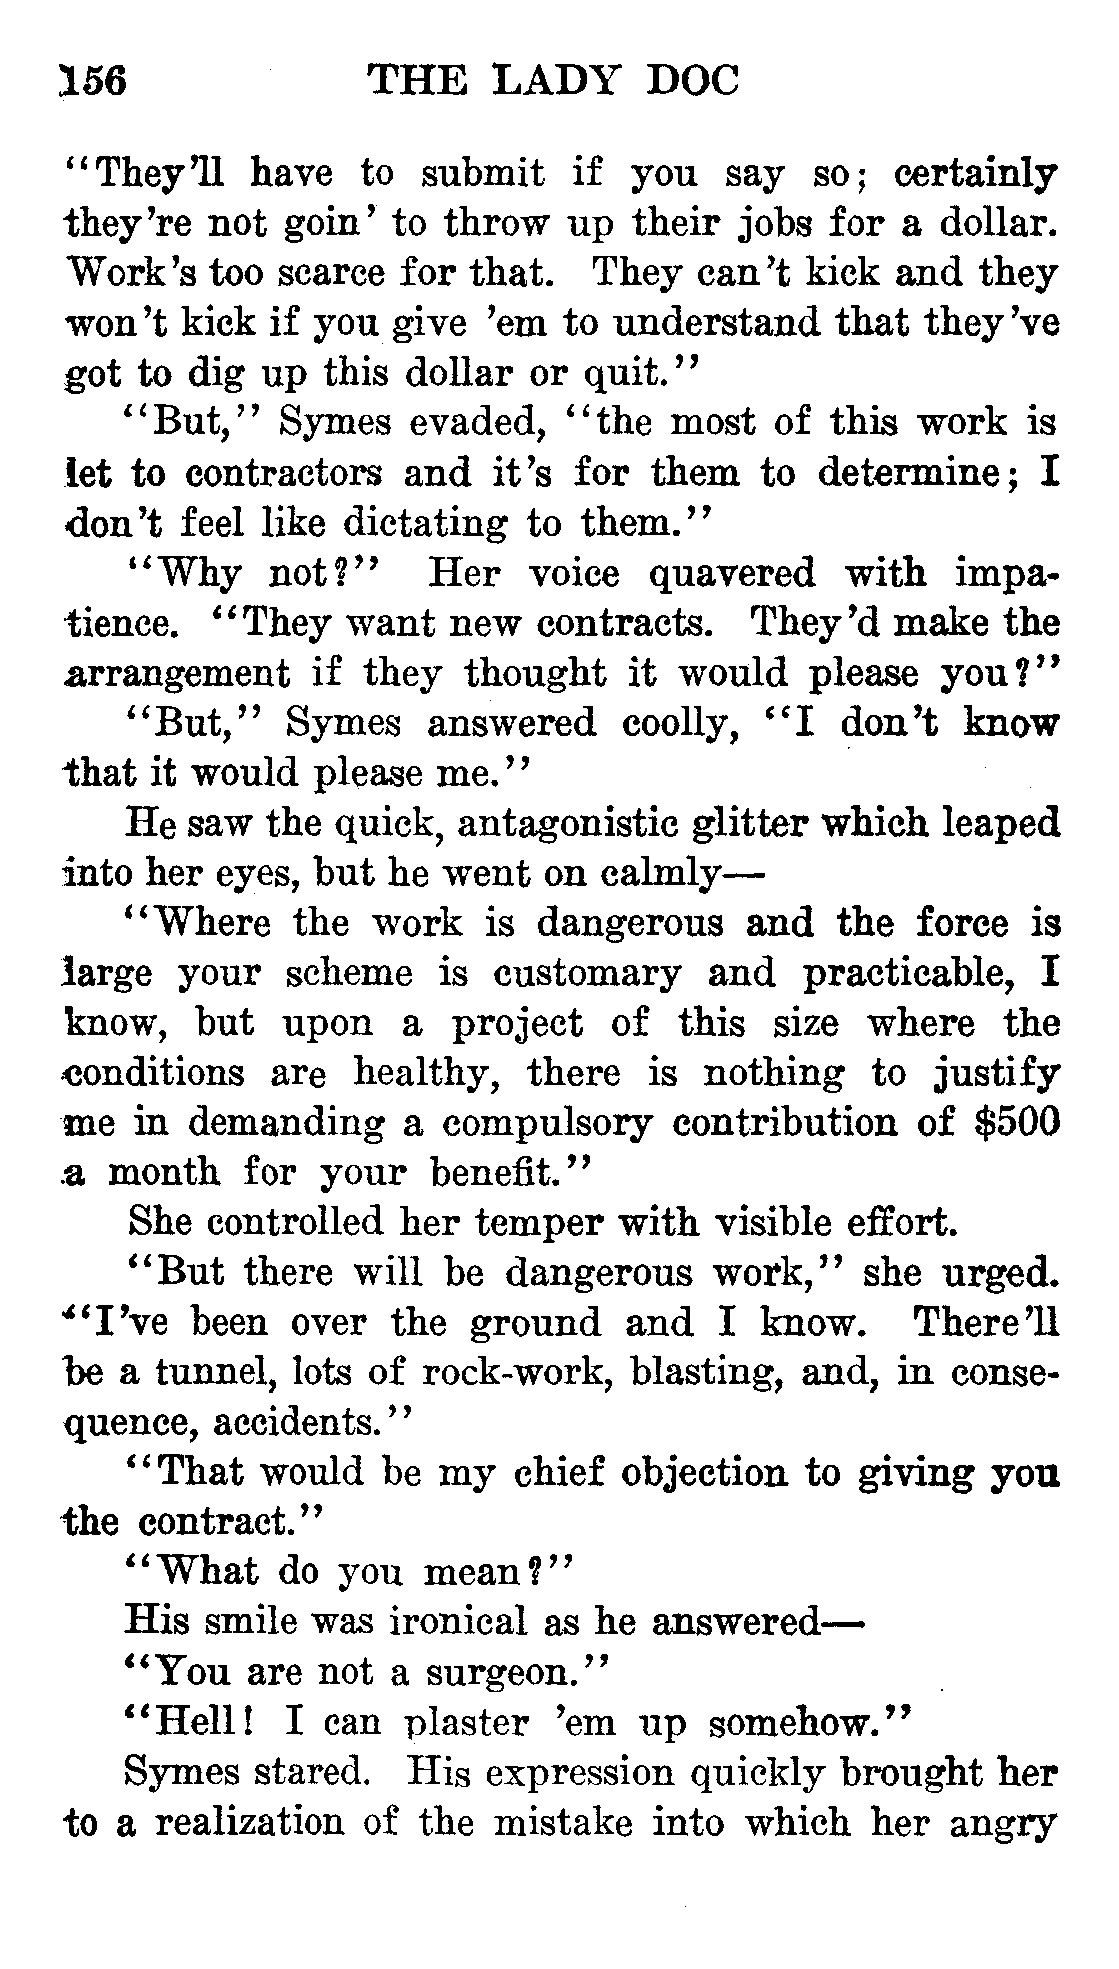 156 THE LADY DOC
"They'll have to submit if you say so; certainly
they're not goin' to throw up their jobs for a dollar.
Work's too scarce for that. They can't kick and they
won't kick if you give 'em to understand that they've
got to dig up this dollar or quit."
"But," Symes evaded, "the most of this work is
let to contractors and it's for them to determine; I
don't feel like dictating to them."
"Why not?" Her voice quavered with impa-
tience. "They want new contracts. They'd make the
arrangement if they thought it would please you?"
"But," Symes answered coolly, "I don't know
that it would please me."
He saw the quick, antagonistic glitter which leaped
into her eyes, but he went on calmly—
"Where the work is dangerous and the force is
large your scheme is customary and practicable, I
know, but upon a project of this size where the
conditions are healthy, there is nothing to justify
me in demanding a compulsory contribution of $500
a month for your benefit."
She controlled her temper with visible effort.
"But there will be dangerous work," she urged.
"I've been over the ground and I know. There'll
be a tunnel, lots of rock-work, blasting, and, in conse-
quence, accidents."
"That would be my chief objection to giving you
the contract."
"What do you mean?"
His smile was ironical as he answered—
"You are not a surgeon."
"Hell! I can plaster 'em up somehow."
Symes stared. His expression quickly brought her
to a realization of the mistake into which her angry